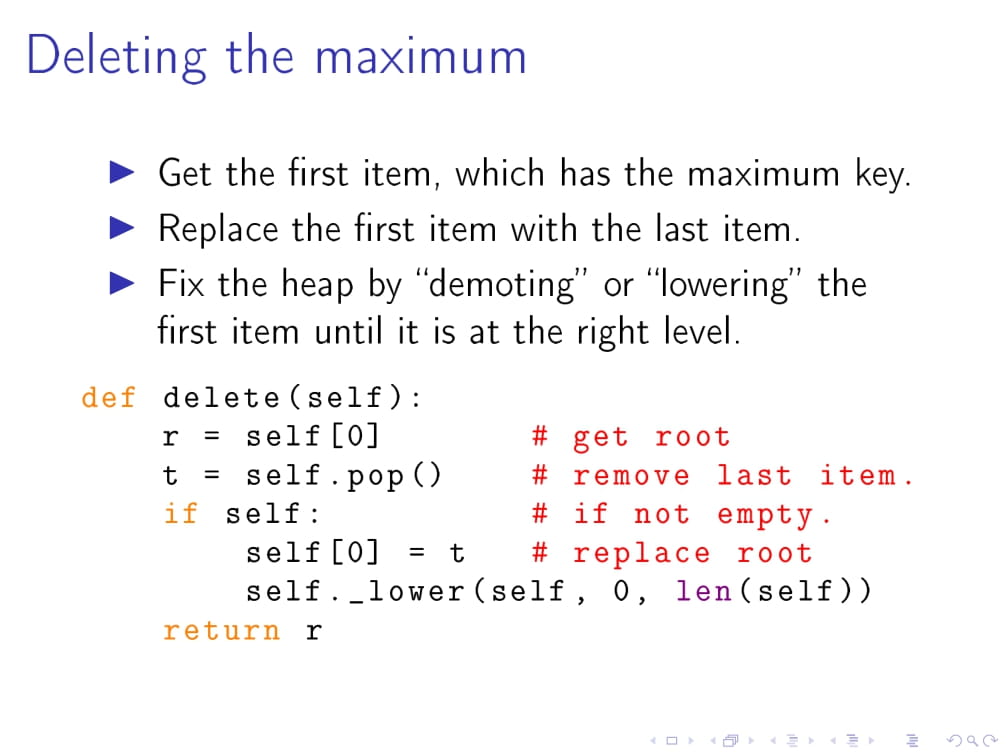 Deleting the maximum
Get the first item, which has the maximum key.
Replace the first item with the last item.
Fix the heap by “demoting” or “lowering” the
first item until it is at the right level.
def delete(self):
r = self[0] # get root
t = self.pop() # remove last item.
if self: # if not empty.
self[0] = t # replace root
self._lower(self, 0, len(self))
return r